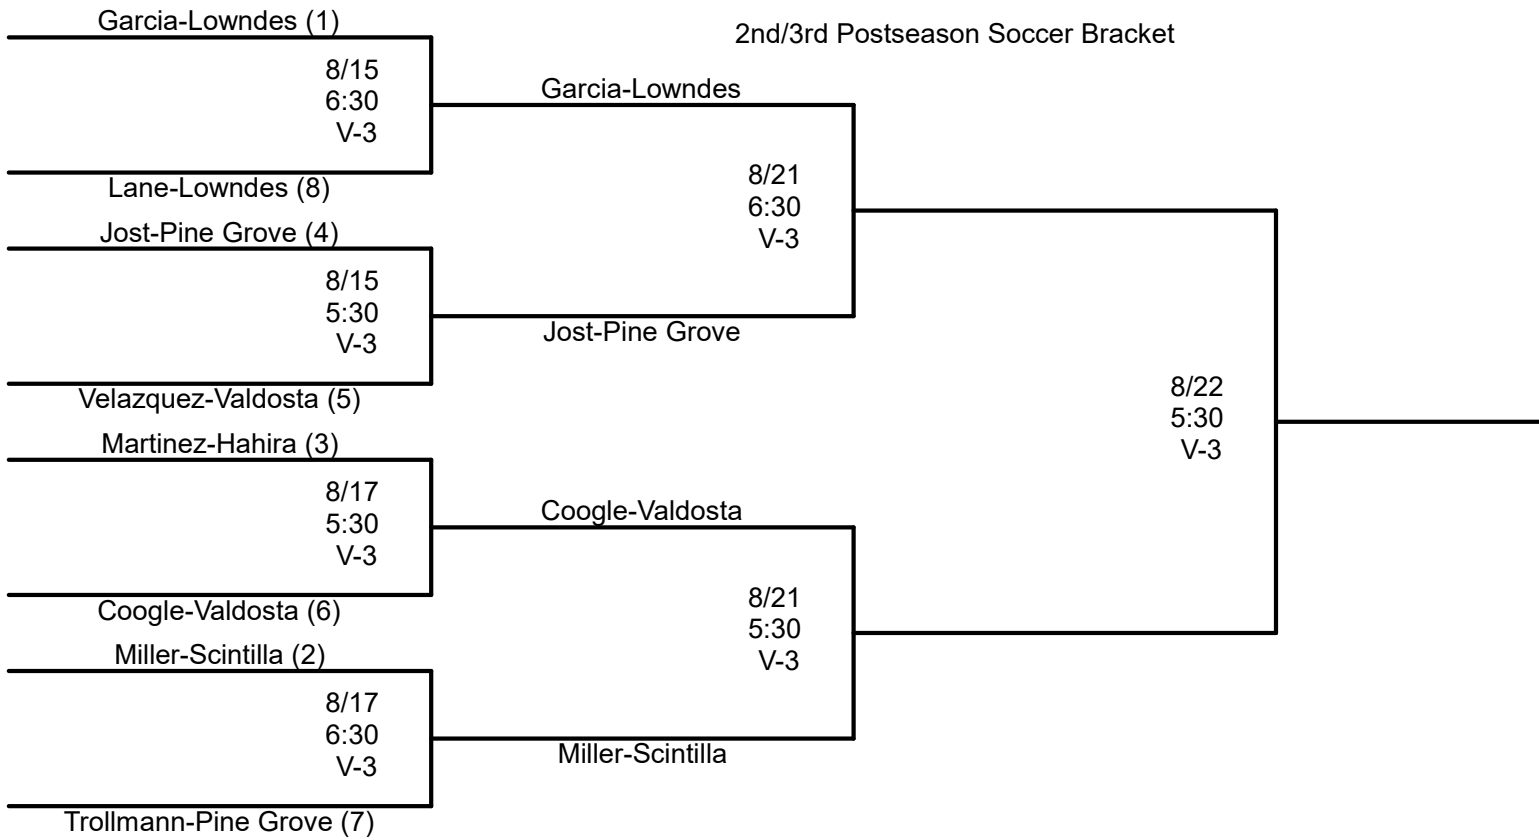 Garcia-Lowndes (1)
2nd/3rd Postseason Soccer Bracket
8/15
6:30
V-3
Garcia-Lowndes
Lane-Lowndes (8)
8/21
6:30
V-3
Jost-Pine Grove (4)
8/15
5:30
V-3
Jost-Pine Grove
Velazquez-Valdosta (5)
8/22
5:30
V-3
Martinez-Hahira (3)
8/17
5:30
V-3
Coogle-Valdosta
Coogle-Valdosta (6)
8/21
5:30
V-3
Miller-Scintilla (2)
8/17
6:30
V-3
Miller-Scintilla
Trollmann-Pine Grove (7)